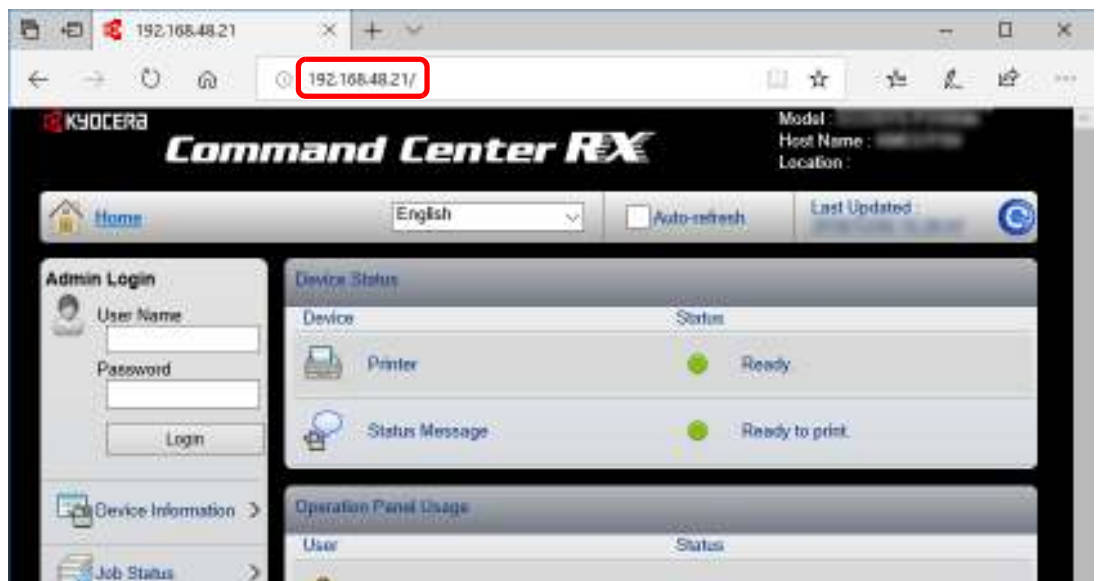 192.168.48.21
192.168.48.21/
KYOCERA
Command Center RX
Model :
Host Name :
Location :
Home
English
Auto-refresh
Last Updated :
Admin Login
User Name
Password
Login
Device Information
Job Status
Device Status
Device Status
Printer Ready
Status Message Ready to print.
Operation Panel Usage
User Status